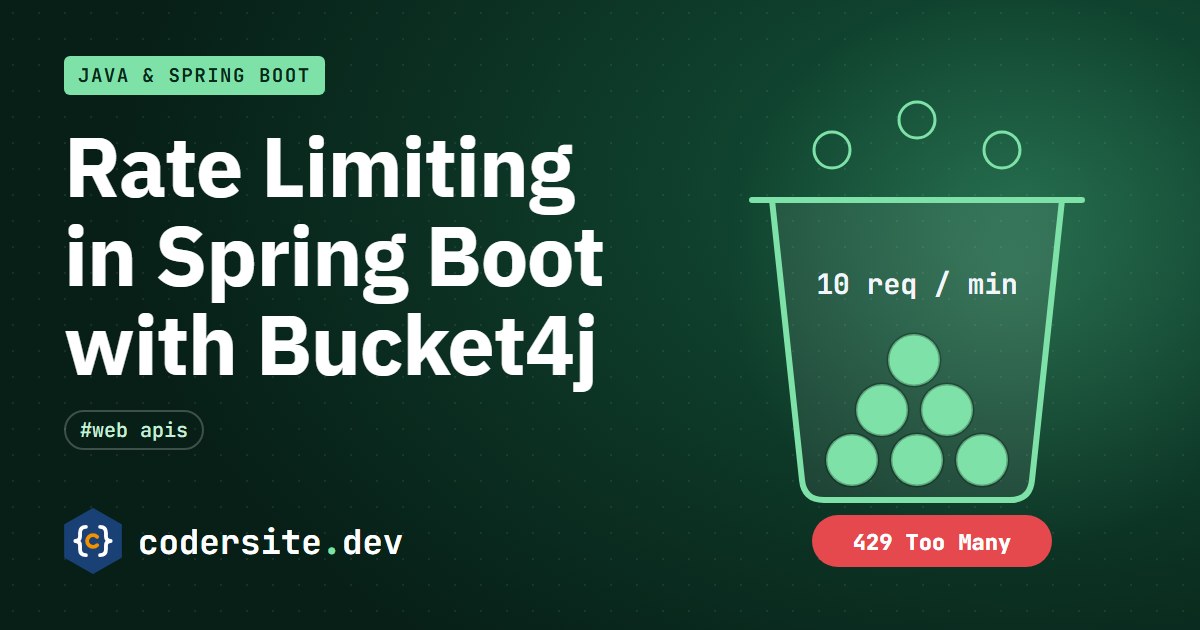 JAVA & SPRING BOOT
Rate Limiting
in Spring Boot
with Bucket4j
#web apis
{c} codersite.dev
10 req / min
429 Too Many